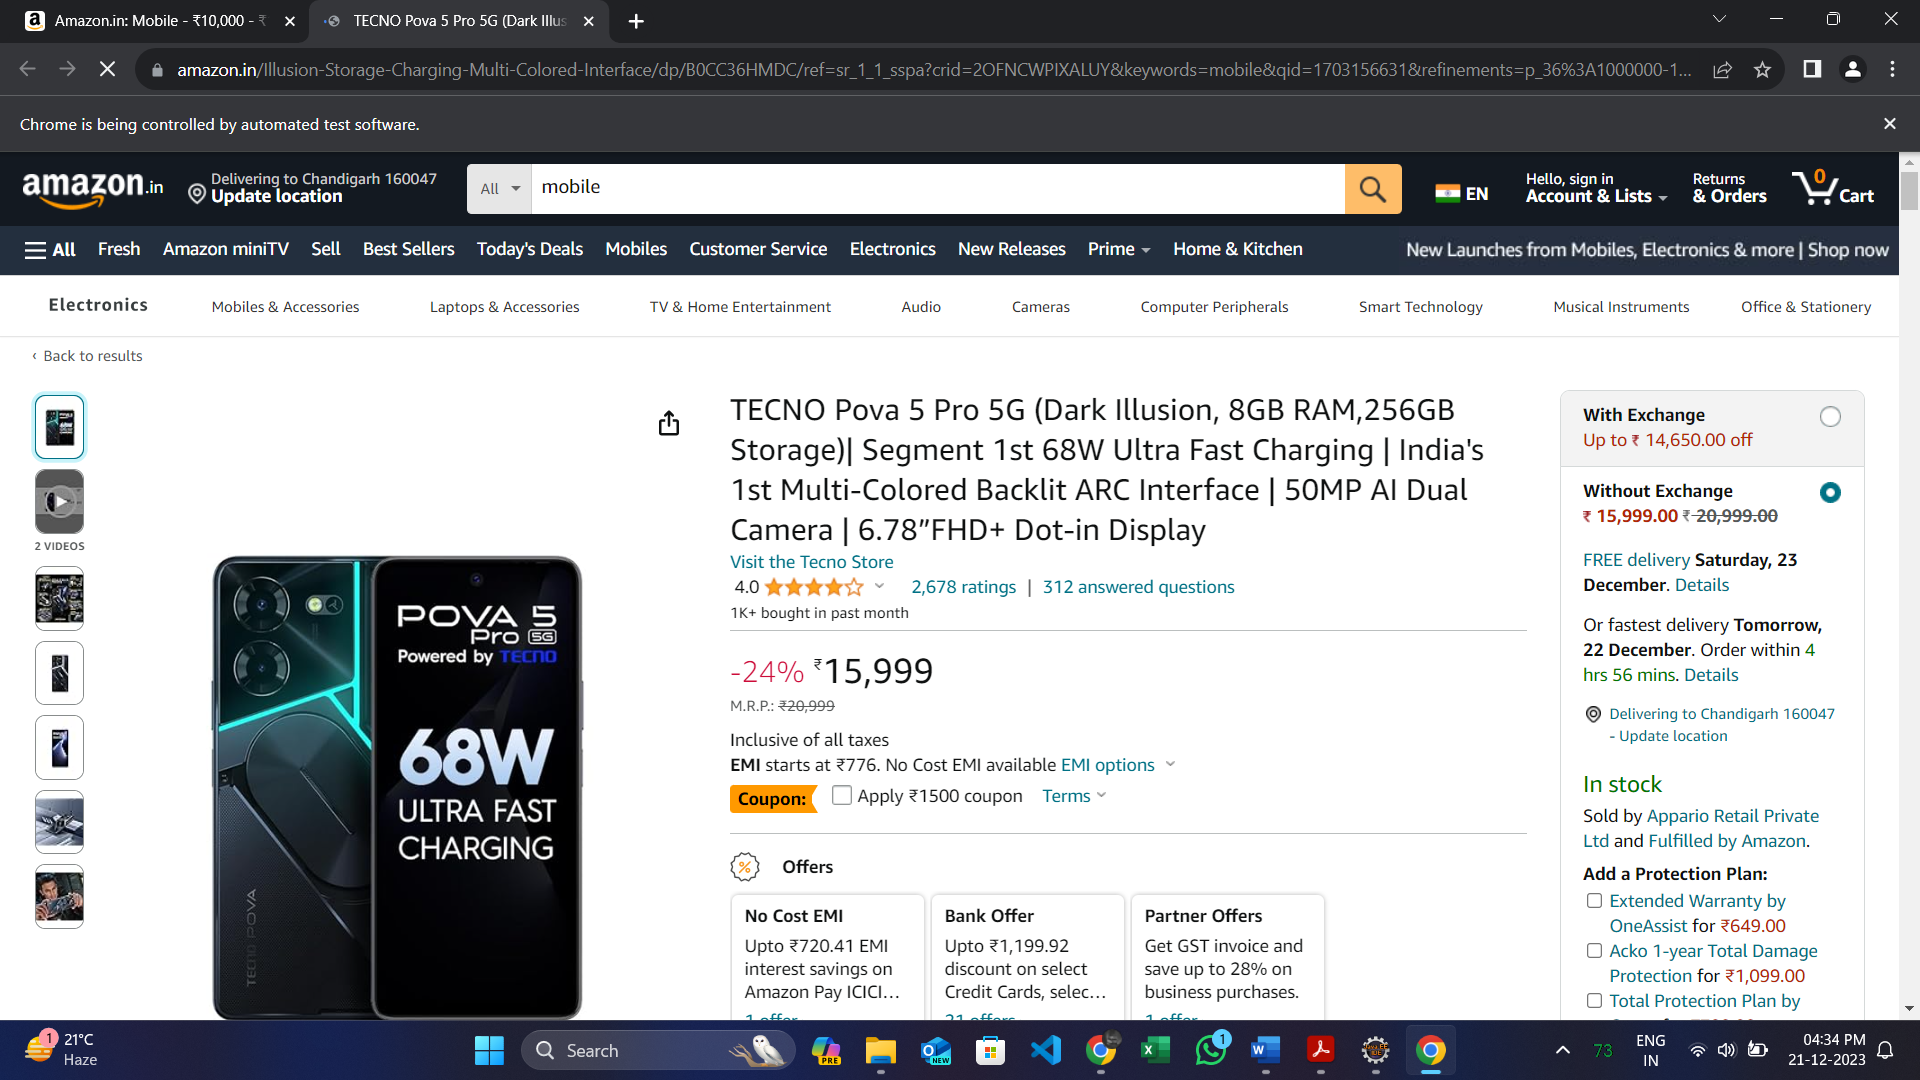 Amazon.in: Mobile - ₹10,000 - ₹
TECNO Pova 5 Pro 5G (Dark Illus
amazon.in/Illusion-Storage-Charging-Multi-Colored-Interface/dp/B0CC36HMDC/ref=sr_1_1_sspa?crid=2OFNCWPIXALUY&keywords=mobile&qid=1703156631&refinements=p_36%3A1000000-1...
Chrome is being controlled by automated test software.
amazon.in
Delivering to Chandigarh 160047
Update location
All
mobile
EN
Hello, sign in
Account & Lists
Returns
& Orders
0
Cart
All Fresh Amazon miniTV Sell Best Sellers Today's Deals Mobiles Customer Service Electronics New Releases Prime Home & Kitchen
New Launches from Mobiles, Electronics & more | Shop now
Electronics Mobiles & Accessories Laptops & Accessories TV & Home Entertainment Audio Cameras Computer Peripherals Smart Technology Musical Instruments Office & Stationery
‹ Back to results
2 VIDEOS
POVA 5
Pro 5G
Powered by TECNO
68W
ULTRA FAST
CHARGING
TECNO POVA
TECNO Pova 5 Pro 5G (Dark Illusion, 8GB RAM,256GB
Storage)| Segment 1st 68W Ultra Fast Charging | India's
1st Multi-Colored Backlit ARC Interface | 50MP AI Dual
Camera | 6.78”FHD+ Dot-in Display
Visit the Tecno Store
4.0 2,678 ratings | 312 answered questions
1K+ bought in past month
-24% ₹15,999
M.R.P.: ₹20,999
Inclusive of all taxes
EMI starts at ₹776. No Cost EMI available EMI options
Coupon: Apply ₹1500 coupon Terms
Offers
No Cost EMI
Upto ₹720.41 EMI
interest savings on
Amazon Pay ICICI…
1 offer
Bank Offer
Upto ₹1,199.92
discount on select
Credit Cards, selec…
21 offers
Partner Offers
Get GST invoice and
save up to 28% on
business purchases.
1 offer
With Exchange
Up to ₹ 14,650.00 off
Without Exchange
₹ 15,999.00 ₹ 20,999.00
FREE delivery Saturday, 23
December. Details
Or fastest delivery Tomorrow,
22 December. Order within 4
hrs 56 mins. Details
Delivering to Chandigarh 160047
- Update location
In stock
Sold by Appario Retail Private
Ltd and Fulfilled by Amazon.
Add a Protection Plan:
Extended Warranty by
OneAssist for ₹649.00
Acko 1-year Total Damage
Protection for ₹1,099.00
Total Protection Plan by
1
21°C
Haze
Search
PRE
NEW
1
73
ENG
IN
04:34 PM
21-12-2023